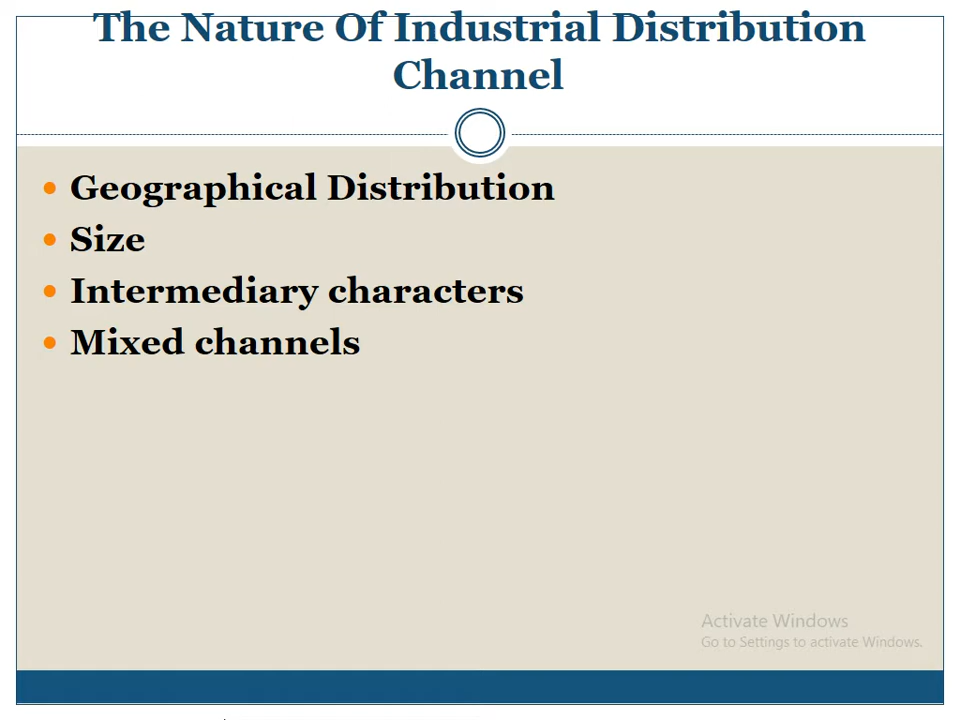 The Nature Of Industrial Distribution
Channel
Geographical Distribution
Size
Intermediary characters
Mixed channels
Activate Windows
Go to Settings to activate Windows.